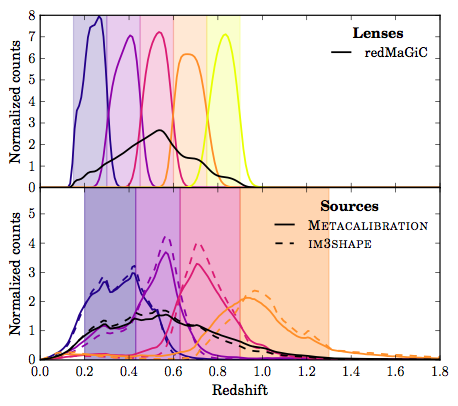 Lenses
redMaGiC
Normalized counts
8
7
6
5
4
3
2
1
0
Sources
METACALIBRATION
IM3SHAPE
Normalized counts
5
4
3
2
1
0
0.0 0.2 0.4 0.6 0.8 1.0 1.2 1.4 1.6 1.8
Redshift